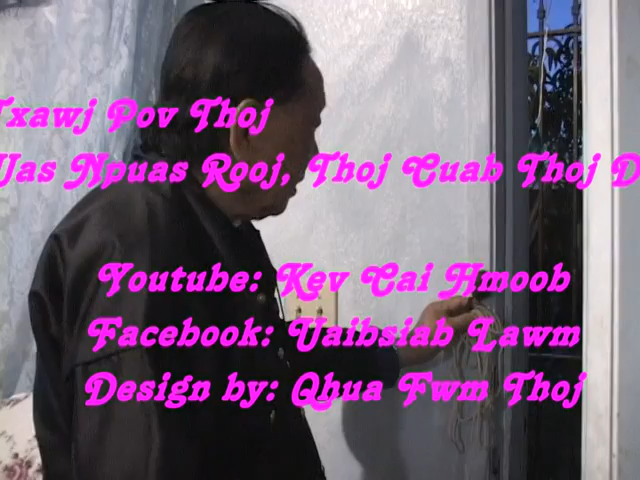 Txawj Pov Thoj
Uas Npuas Rooj, Thoj Cuab Thoj D
Youtube: Kev Cai Hmoob
Facebook: Uaibsiab Lawm
Design by: Qhua Fwm Thoj